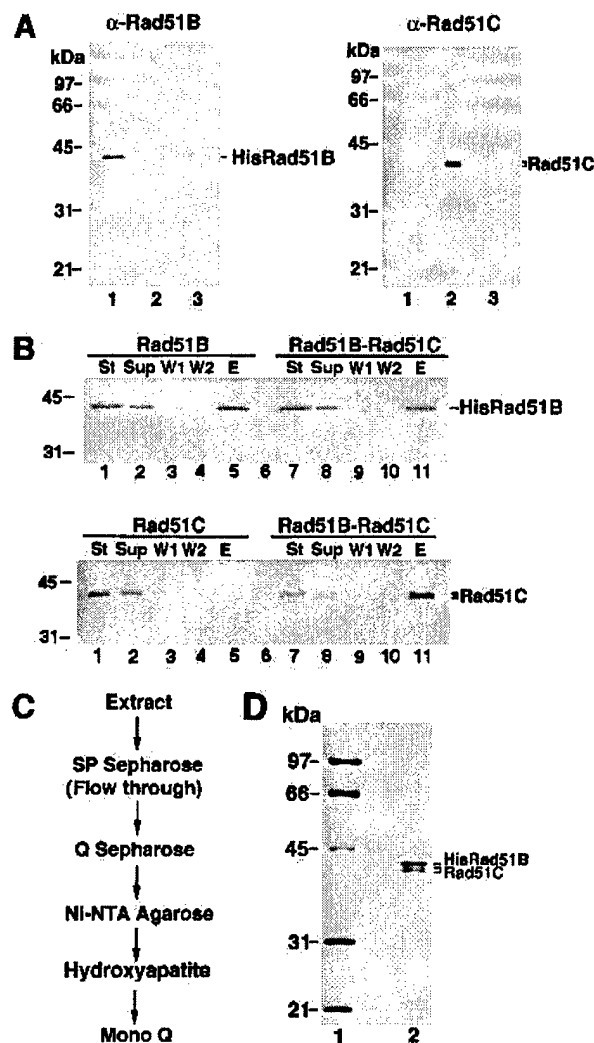 A
α-Rad51B
kDa
97-
66-
45-
31-
21-
HisRad51B
1 2 3
α-Rad51C
kDa
97-
66-
45-
31-
21-
Rad51C
1 2 3
B
Rad51B Rad51B-Rad51C
St Sup W1 W2 E St Sup W1 W2 E
45-
31-
HisRad51B
1 2 3 4 5 6 7 8 9 10 11
Rad51C Rad51B-Rad51C
St Sup W1 W2 E St Sup W1 W2 E
45-
31-
Rad51C
1 2 3 4 5 6 7 8 9 10 11
C
Extract
SP Sepharose
(Flow through)
Q Sepharose
Ni-NTA Agarose
Hydroxyapatite
Mono Q
D
kDa
97-
66-
45-
31-
21-
HisRad51B
Rad51C
1 2